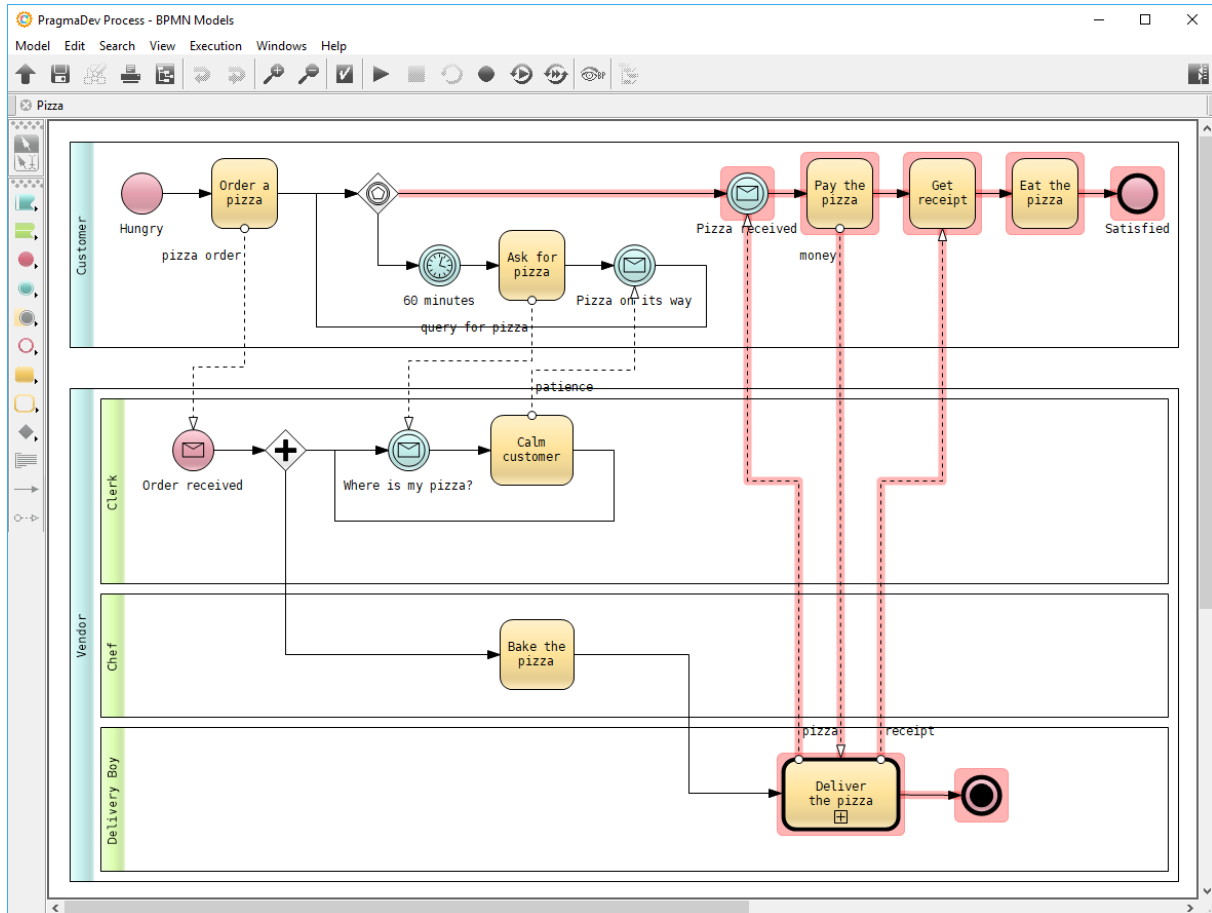 PragmaDev Process - BPMN Models
Model Edit Search View Execution Windows Help
BP
Pizza
Customer
Hungry
Order a
pizza
pizza order
60 minutes
Ask for
pizza
query for pizza
Pizza on its way
Pizza received
Pay the
pizza
money
Get
receipt
Eat the
pizza
Satisfied
patience
Vendor
Clerk
Order received
Where is my pizza?
Calm
customer
Chef
Bake the
pizza
Delivery Boy
pizza
receipt
Deliver
the pizza